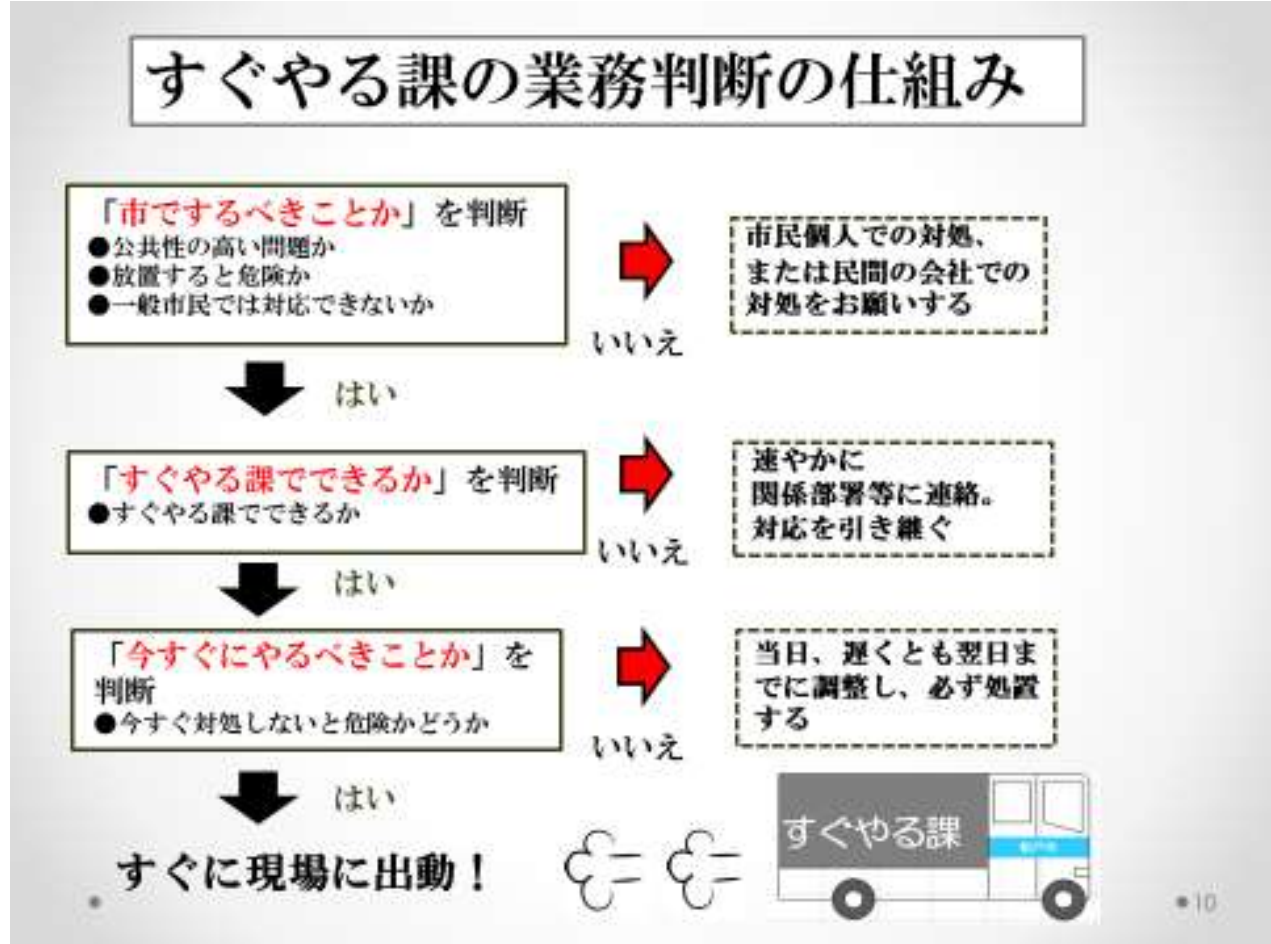 すぐやる課の業務判断の仕組み
「市でするべきことか」を判断
●公共性の高い問題か
●放置すると危険か
●一般市民では対応できないか
いいえ
市民個人での対処、
または民間の会社での
対処をお願いする
はい
「すぐやる課でできるか」を判断
●すぐやる課でできるか
いいえ
速やかに
関係部署等に連絡。
対応を引き継ぐ
はい
「今すぐにやるべきことか」を
判断
●今すぐ対処しないと危険かどうか
いいえ
当日、遅くとも翌日ま
でに調整し、必ず処置
する
はい
すぐに現場に出動！
すぐやる課
10